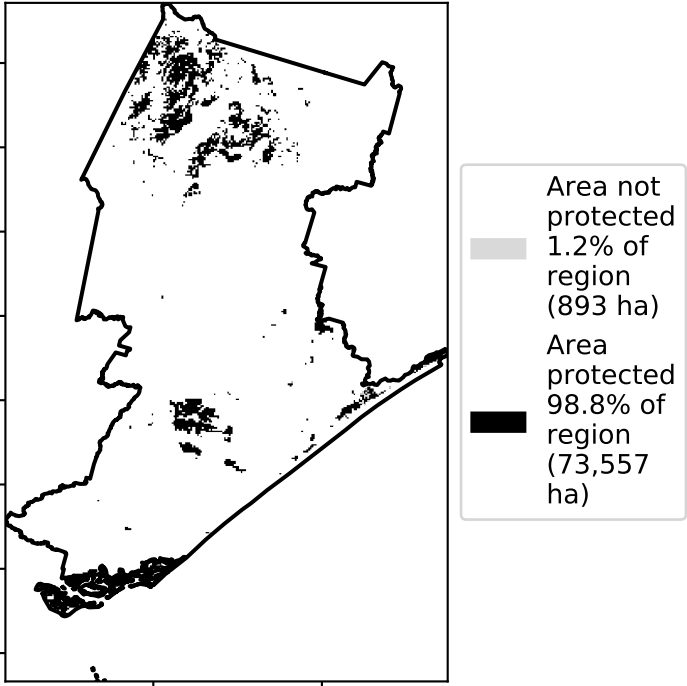 Area not
protected
1.2% of
region
(893 ha)
Area
protected
98.8% of
region
(73,557
ha)